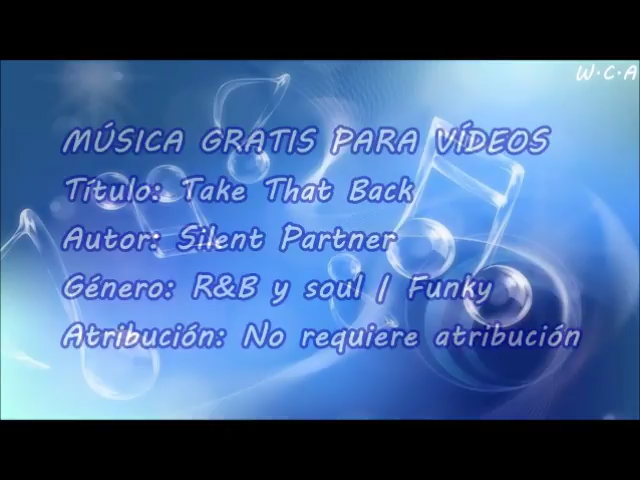 W.C.A
MÚSICA GRATIS PARA VÍDEOS
Título: Take That Back
Autor: Silent Partner
Género: R&B y soul | Funky
Atribución: No requiere atribución